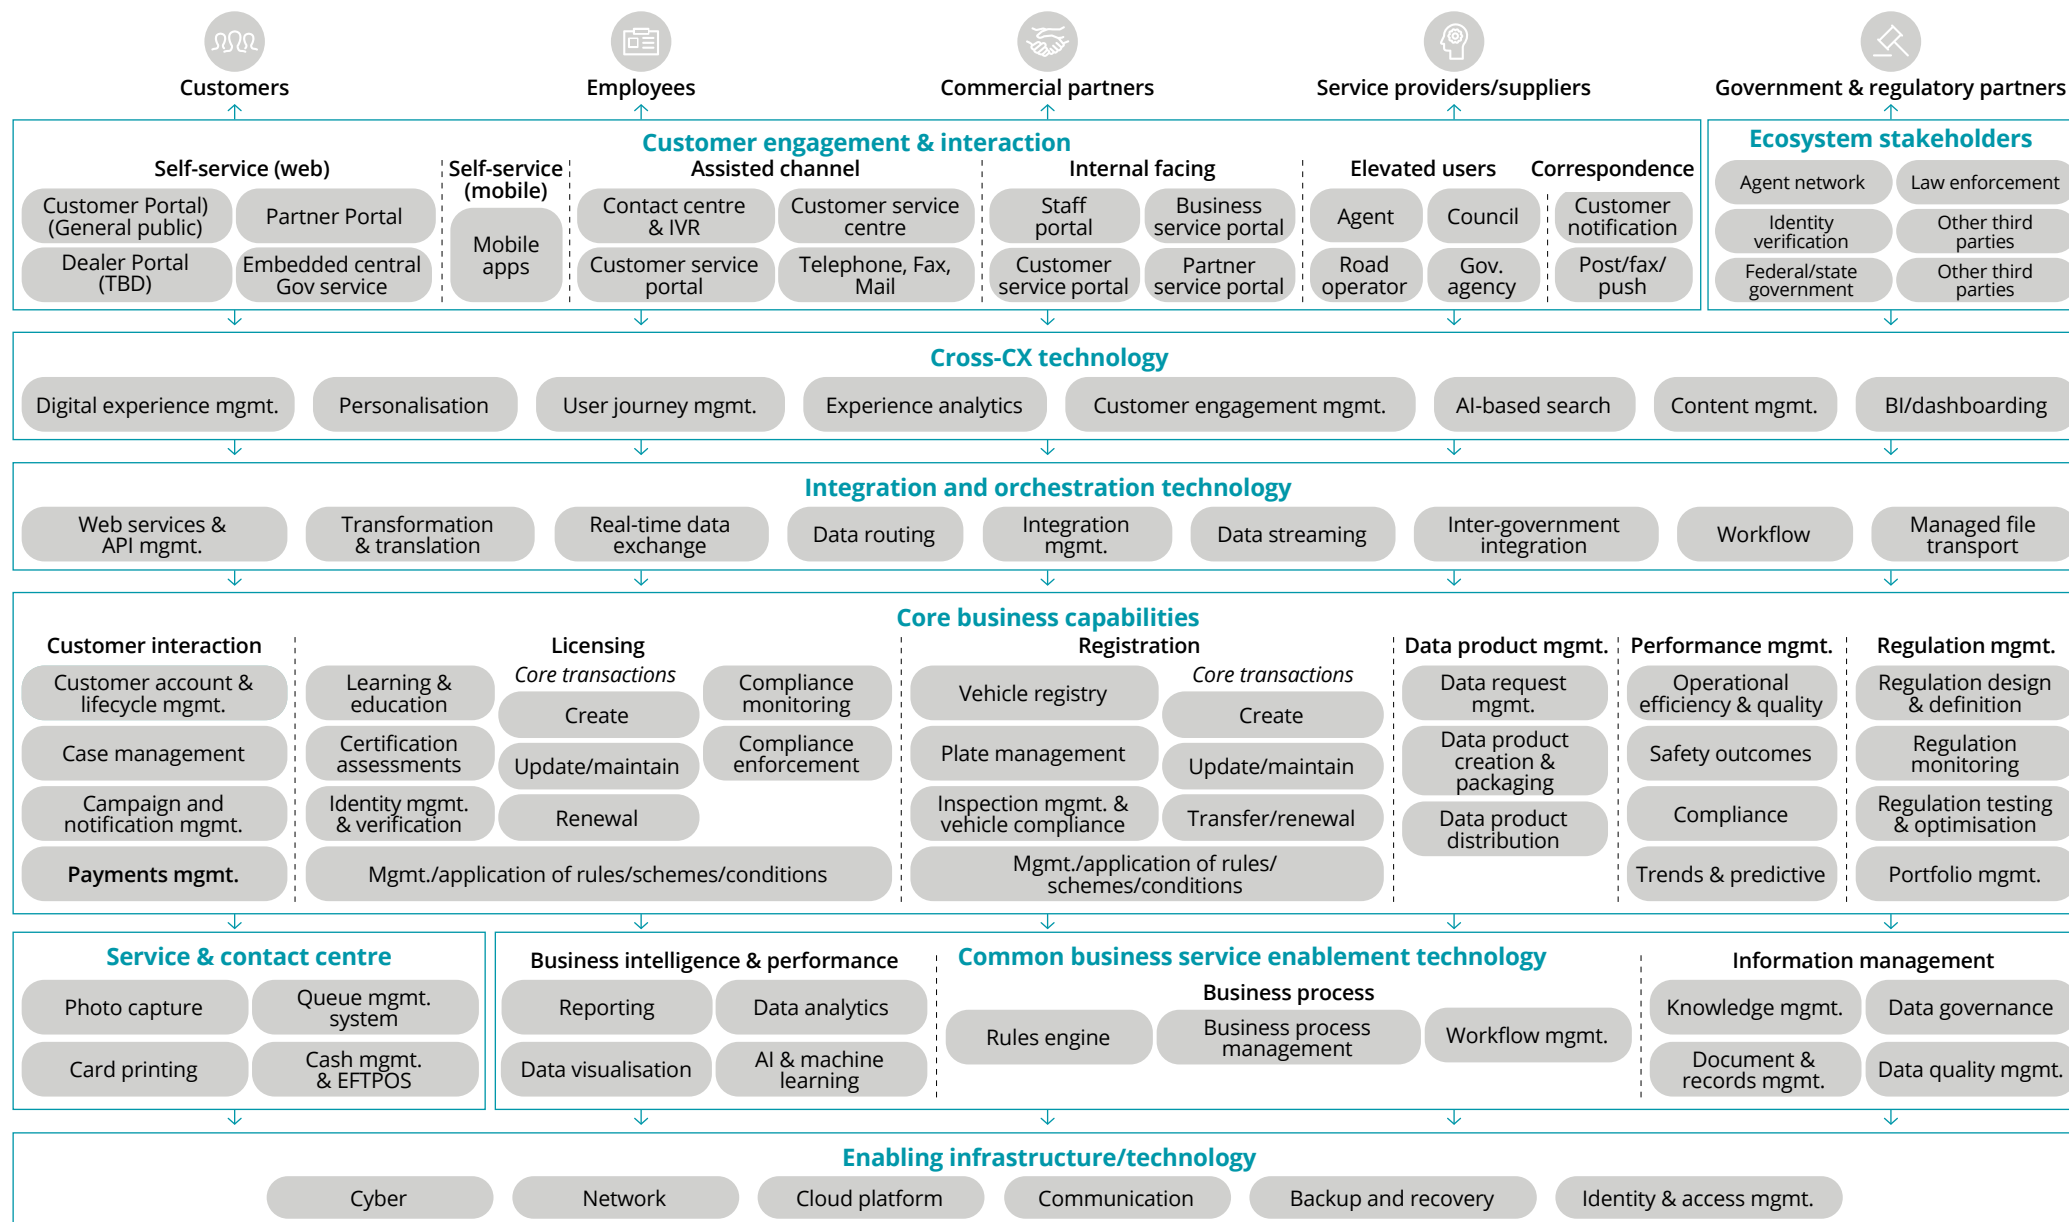 Customers
Employees
Commercial partners
Service providers/suppliers
Government & regulatory partners
Customer engagement & interaction
Self-service (web)
Customer Portal)
(General public)
Partner Portal
Dealer Portal
(TBD)
Embedded central
Gov service
Self-service
(mobile)
Mobile
apps
Assisted channel
Contact centre
& IVR
Customer service
centre
Customer service
portal
Telephone, Fax,
Mail
Internal facing
Staff
portal
Business
service portal
Customer
service portal
Partner
service portal
Elevated users
Agent
Council
Road
operator
Gov.
agency
Correspondence
Customer
notification
Post/fax/
push
Ecosystem stakeholders
Agent network
Law enforcement
Identity
verification
Other third
parties
Federal/state
government
Other third
parties
Cross-CX technology
Digital experience mgmt.
Personalisation
User journey mgmt.
Experience analytics
Customer engagement mgmt.
AI-based search
Content mgmt.
BI/dashboarding
Integration and orchestration technology
Web services &
API mgmt.
Transformation
& translation
Real-time data
exchange
Data routing
Integration
mgmt.
Data streaming
Inter-government
integration
Workflow
Managed file
transport
Core business capabilities
Customer interaction
Customer account &
lifecycle mgmt.
Case management
Campaign and
notification mgmt.
Payments mgmt.
Licensing
Learning &
education
Certification
assessments
Identity mgmt.
& verification
Core transactions
Create
Update/maintain
Renewal
Compliance
monitoring
Compliance
enforcement
Mgmt./application of rules/schemes/conditions
Registration
Vehicle registry
Plate management
Inspection mgmt. &
vehicle compliance
Core transactions
Create
Update/maintain
Transfer/renewal
Mgmt./application of rules/
schemes/conditions
Data product mgmt.
Data request
mgmt.
Data product
creation &
packaging
Data product
distribution
Performance mgmt.
Operational
efficiency & quality
Safety outcomes
Compliance
Trends & predictive
Regulation mgmt.
Regulation design
& definition
Regulation
monitoring
Regulation testing
& optimisation
Portfolio mgmt.
Service & contact centre
Photo capture
Queue mgmt.
system
Card printing
Cash mgmt.
& EFTPOS
Common business service enablement technology
Business intelligence & performance
Reporting
Data analytics
Data visualisation
AI & machine
learning
Business process
Rules engine
Business process
management
Workflow mgmt.
Information management
Knowledge mgmt.
Data governance
Document &
records mgmt.
Data quality mgmt.
Enabling infrastructure/technology
Cyber
Network
Cloud platform
Communication
Backup and recovery
Identity & access mgmt.